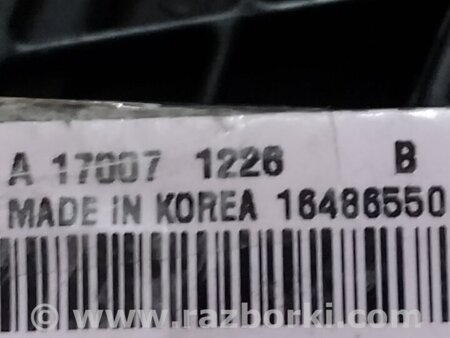 A 17007 1226 B
MADE IN KOREA 16486550
© www.razborki.com